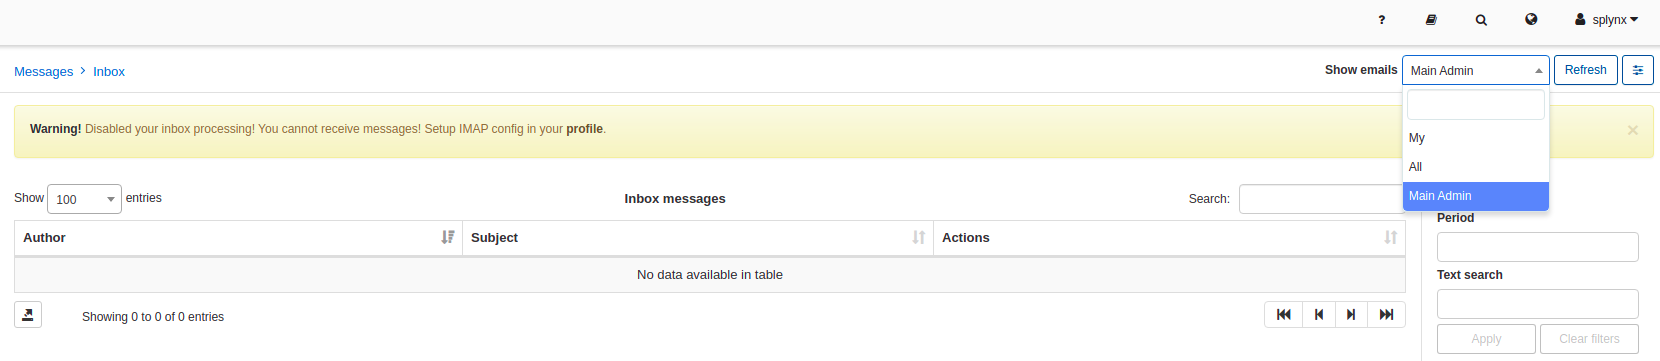 ? splynx
Messages > Inbox
Show emails Main Admin Refresh
Warning! Disabled your inbox processing! You cannot receive messages! Setup IMAP config in your profile. ×
My
All
Main Admin
Show 100 entries
Inbox messages
Search:
Period
Author Subject Actions
No data available in table
Text search
Showing 0 to 0 of 0 entries
Apply Clear filters